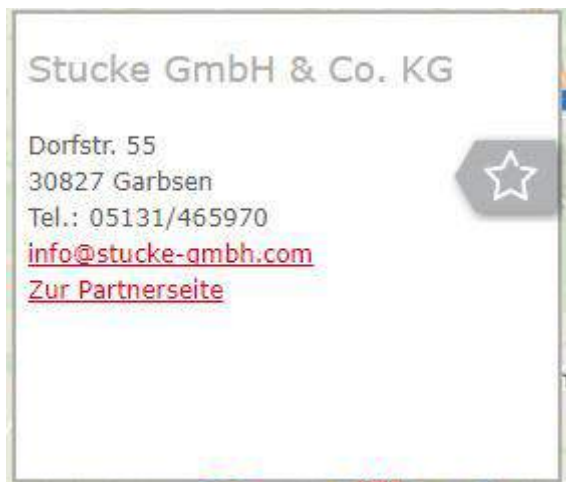 Stucke GmbH & Co. KG
Dorfstr. 55
30827 Garbsen
Tel.: 05131/465970
info@stucke-gmbh.com
Zur Partnerseite